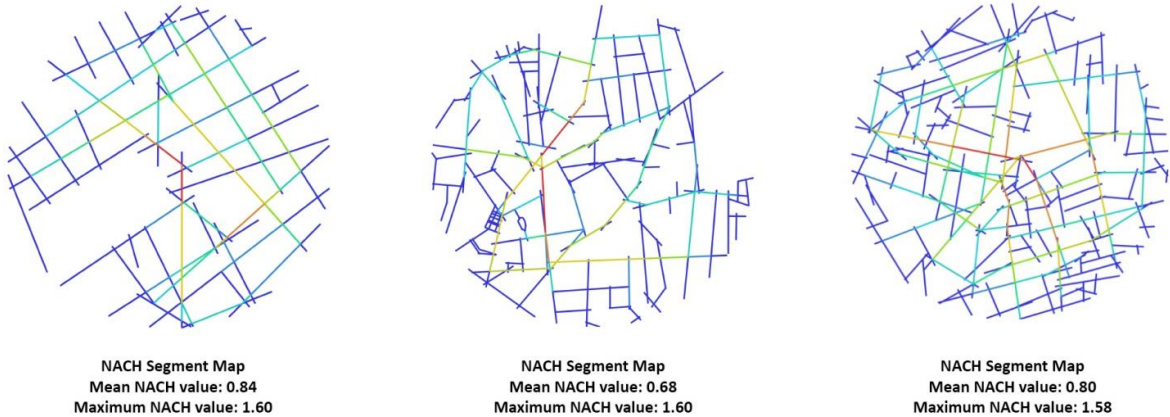 NACH Segment Map
Mean NACH value: 0.84
Maximum NACH value: 1.60
NACH Segment Map
Mean NACH value: 0.68
Maximum NACH value: 1.60
NACH Segment Map
Mean NACH value: 0.80
Maximum NACH value: 1.58